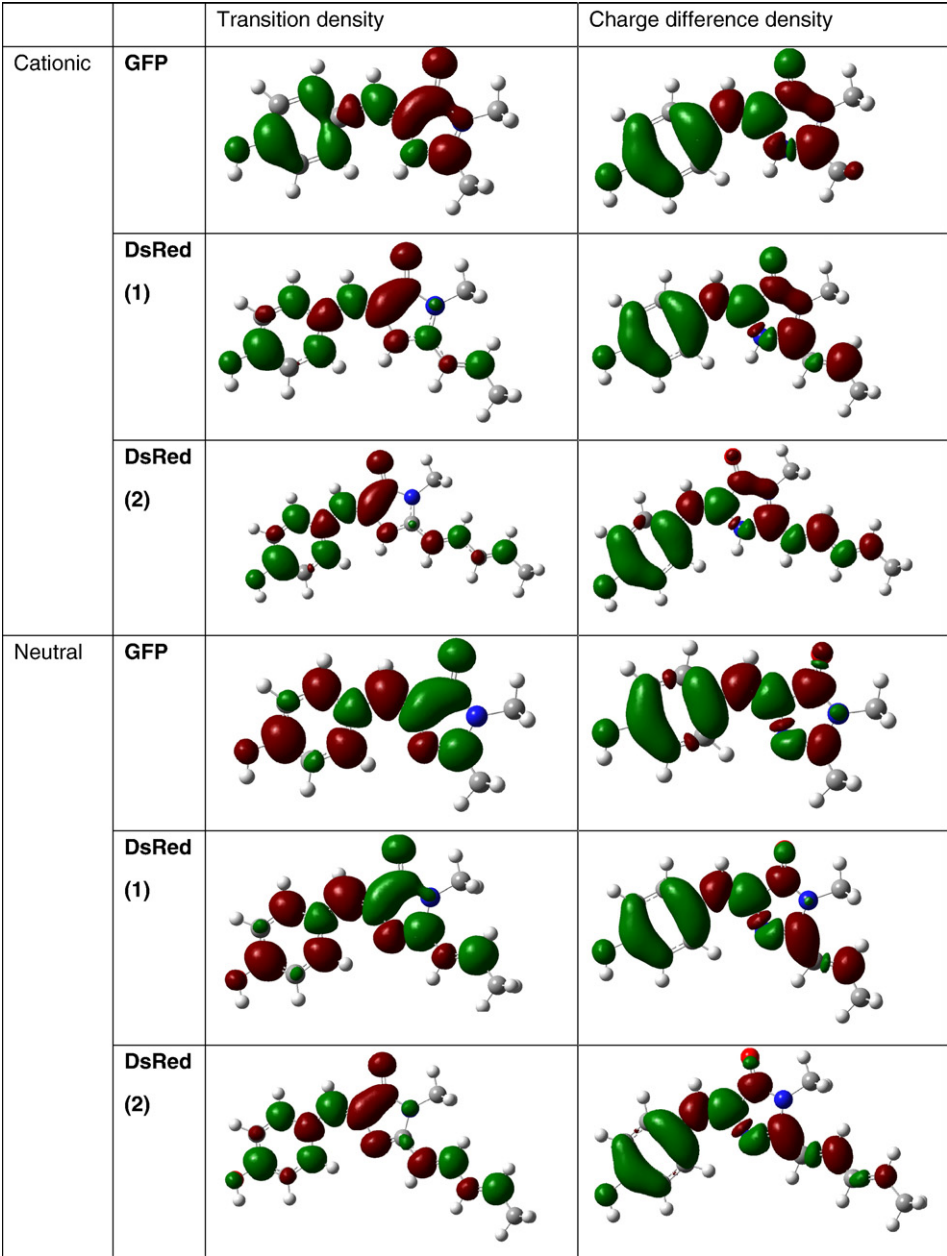 Transition density Charge difference density
Cationic GFP
DsRed
(1)
DsRed
(2)
Neutral GFP
DsRed
(1)
DsRed
(2)